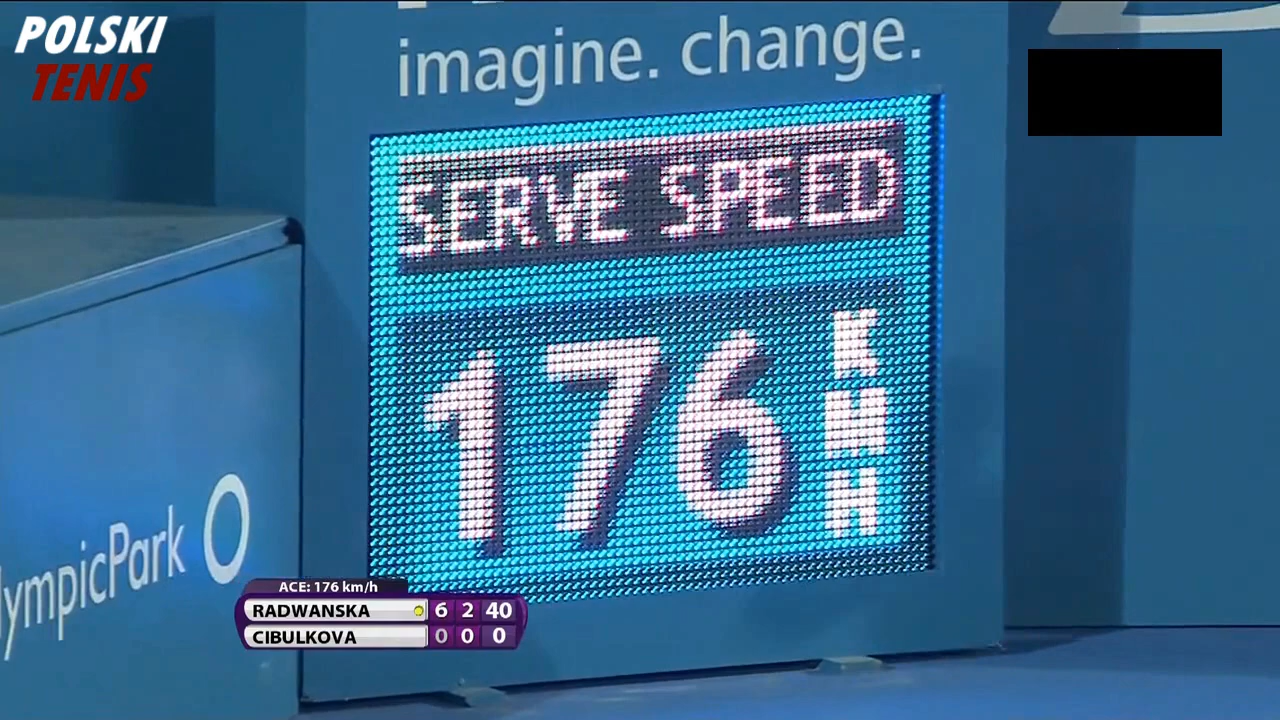 POLSKI
TENIS
imagine. change.
SERVE SPEED
176 KMH
lympicPark
ACE: 176 km/h
RADWANSKA 6 2 40
CIBULKOVA 0 0 0